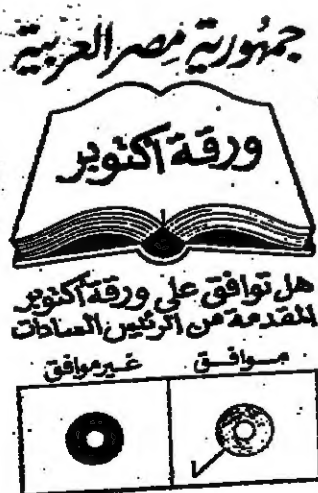 جمهورية مصر العربية
ورقة أكتوبر
هل توافق على ورقة أكتوبر
المقدمة من الرئيس السادات
موافق غير موافق